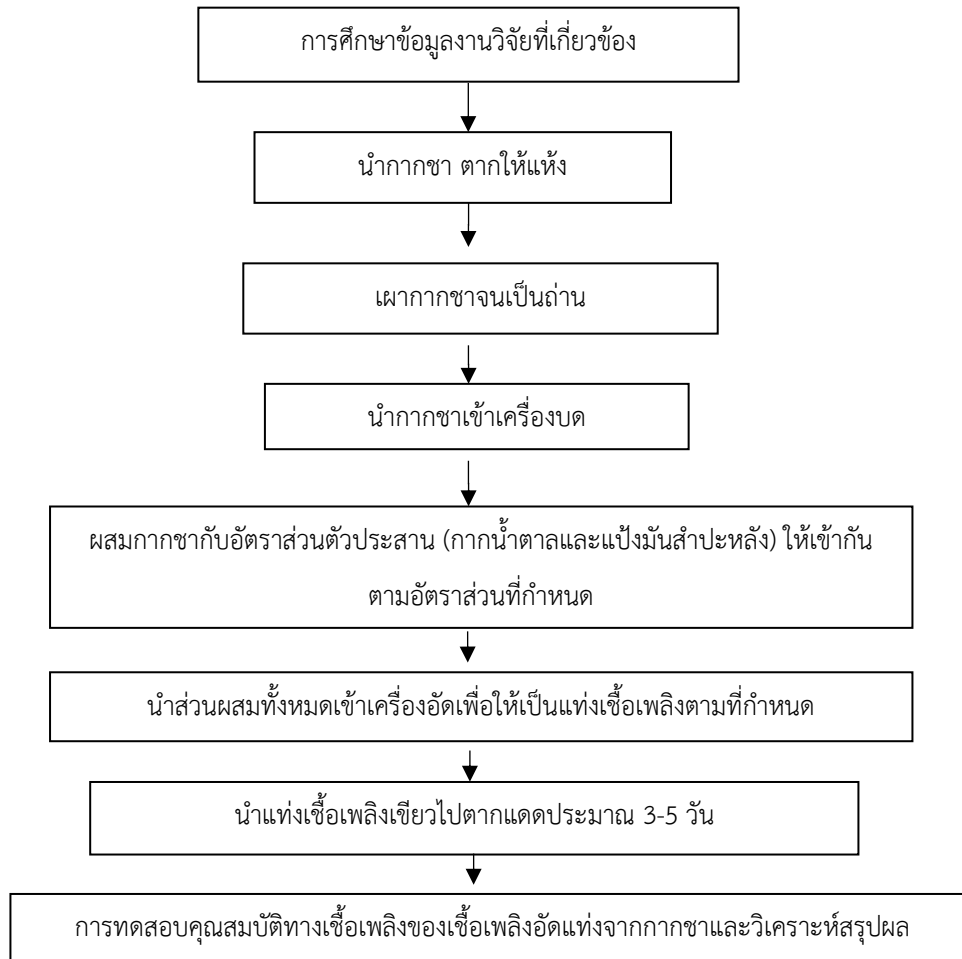 การศึกษาข้อมูลงานวิจัยที่เกี่ยวข้อง
นำกากชา ตากให้แห้ง
เผากากชาจนเป็นถ่าน
นำกากชาเข้าเครื่องบด
ผสมกากชากับอัตราส่วนตัวประสาน (กากน้ำตาลและแป้งมันสำปะหลัง) ให้เข้ากัน
ตามอัตราส่วนที่กำหนด
นำส่วนผสมทั้งหมดเข้าเครื่องอัดเพื่อให้เป็นแท่งเชื้อเพลิงตามที่กำหนด
นำแท่งเชื้อเพลิงเขียวไปตากแดดประมาณ 3-5 วัน
การทดสอบคุณสมบัติทางเชื้อเพลิงของเชื้อเพลิงอัดแท่งจากกากชาและวิเคราะห์สรุปผล